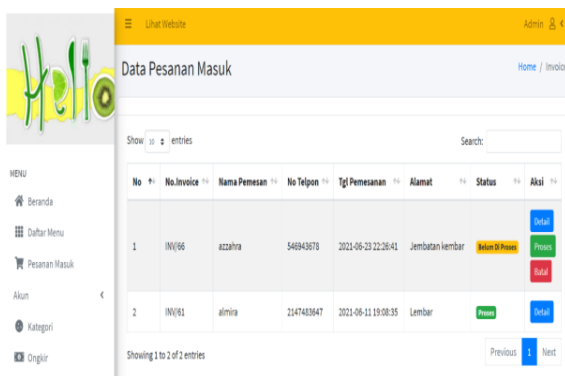 Hello
Lihat Website
Admin
Data Pesanan Masuk
Home / Invoice
Show 10 entries
Search:
MENU
Beranda
Daftar Menu
Pesanan Masuk
Akun
Kategori
Ongkir
No No.Invoice Nama Pemesan No Telpon Tgl Pemesanan Alamat Status Aksi
1 INV/66 azzahra 546943678 2021-06-23 22:26:41 Jembatan kembar Belum Di Proses Detail
Proses
Batal
2 INV/61 almira 2147483647 2021-06-11 19:08:35 Lembar Proses Detail
Showing 1 to 2 of 2 entries
Previous 1 Next